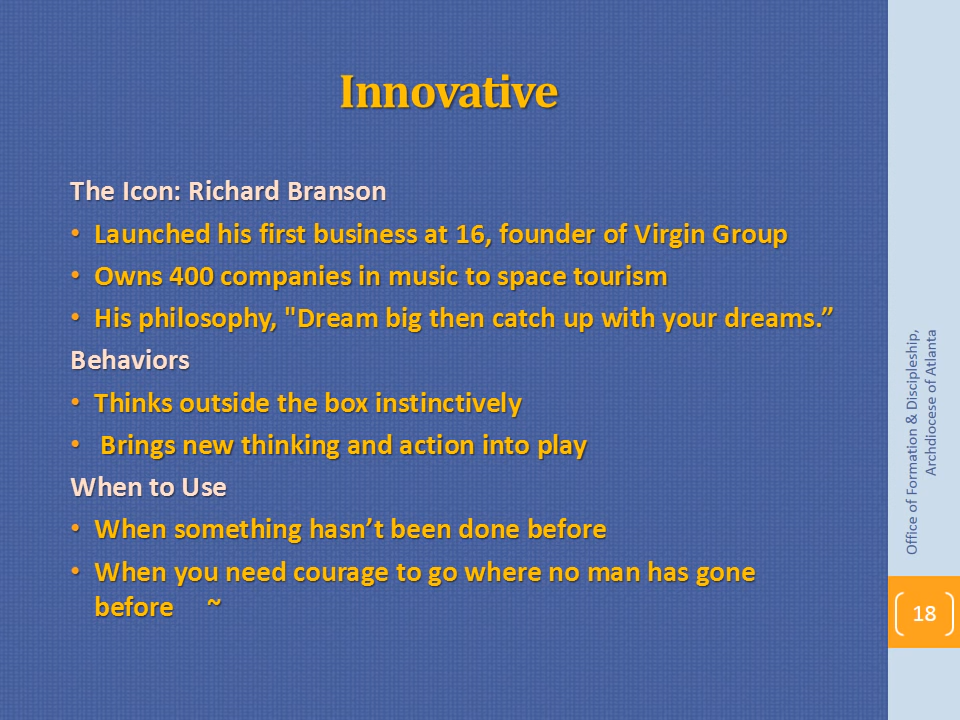 Innovative
The Icon: Richard Branson
• Launched his first business at 16, founder of Virgin Group
• Owns 400 companies in music to space tourism
• His philosophy, "Dream big then catch up with your dreams.”
Behaviors
• Thinks outside the box instinctively
• Brings new thinking and action into play
When to Use
• When something hasn’t been done before
• When you need courage to go where no man has gone
before ~
Office of Formation & Discipleship,
Archdiocese of Atlanta
18